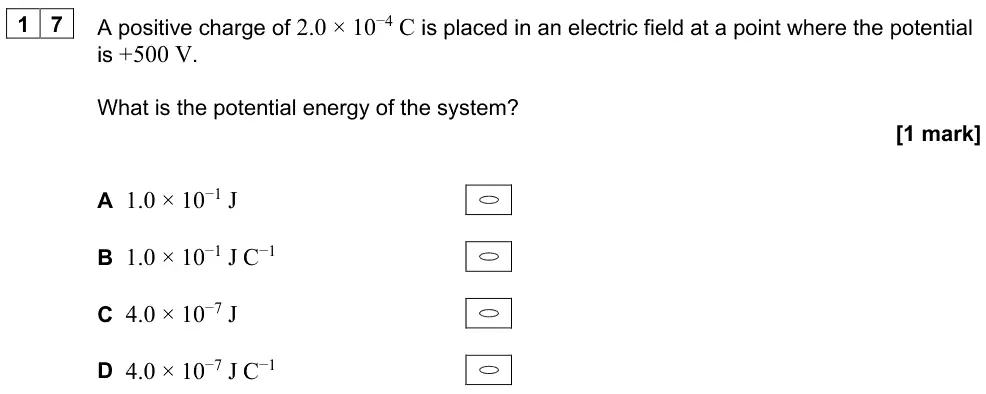 1 7 A positive charge of 2.0 × 10⁻⁴ C is placed in an electric field at a point where the potential
is +500 V.
What is the potential energy of the system?
[1 mark]
A 1.0 × 10⁻¹ J
B 1.0 × 10⁻¹ J C⁻¹
C 4.0 × 10⁻⁷ J
D 4.0 × 10⁻⁷ J C⁻¹